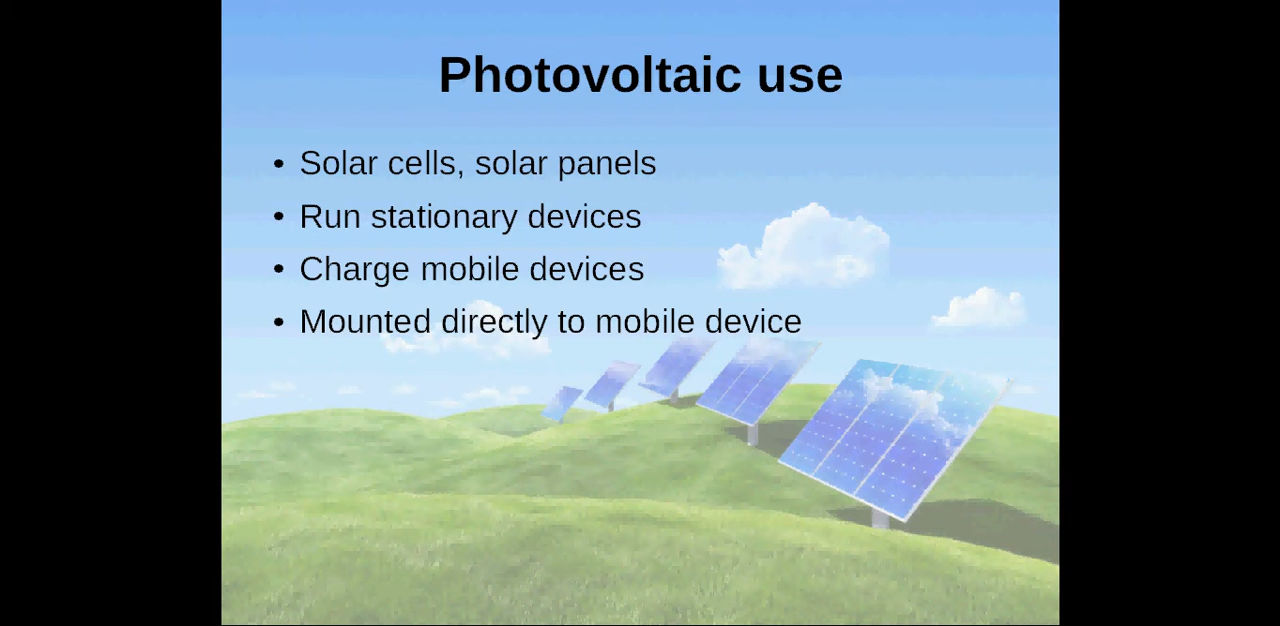 Photovoltaic use
• Solar cells, solar panels
• Run stationary devices
• Charge mobile devices
• Mounted directly to mobile device